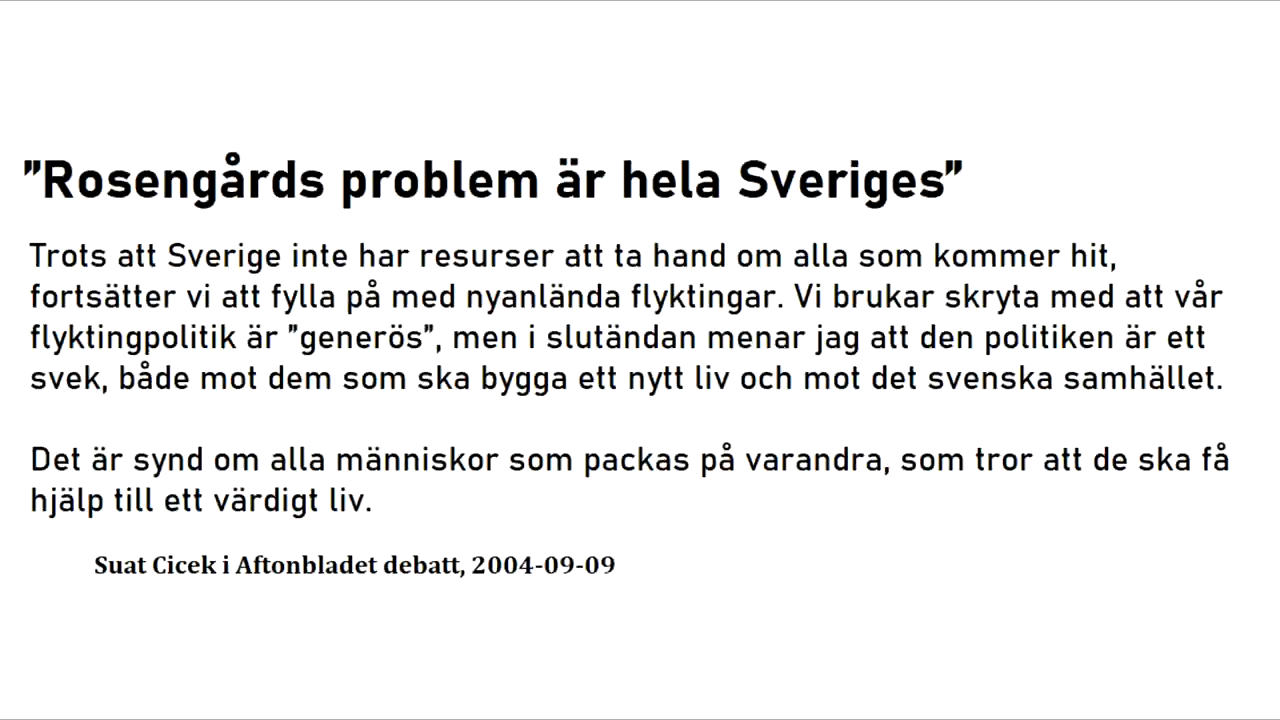 ”Rosengårds problem är hela Sveriges”
Trots att Sverige inte har resurser att ta hand om alla som kommer hit,
fortsätter vi att fylla på med nyanlända flyktingar. Vi brukar skryta med att vår
flyktingpolitik är ”generös”, men i slutändan menar jag att den politiken är ett
svek, både mot dem som ska bygga ett nytt liv och mot det svenska samhället.
Det är synd om alla människor som packas på varandra, som tror att de ska få
hjälp till ett värdigt liv.
Suat Cicek i Aftonbladet debatt, 2004-09-09